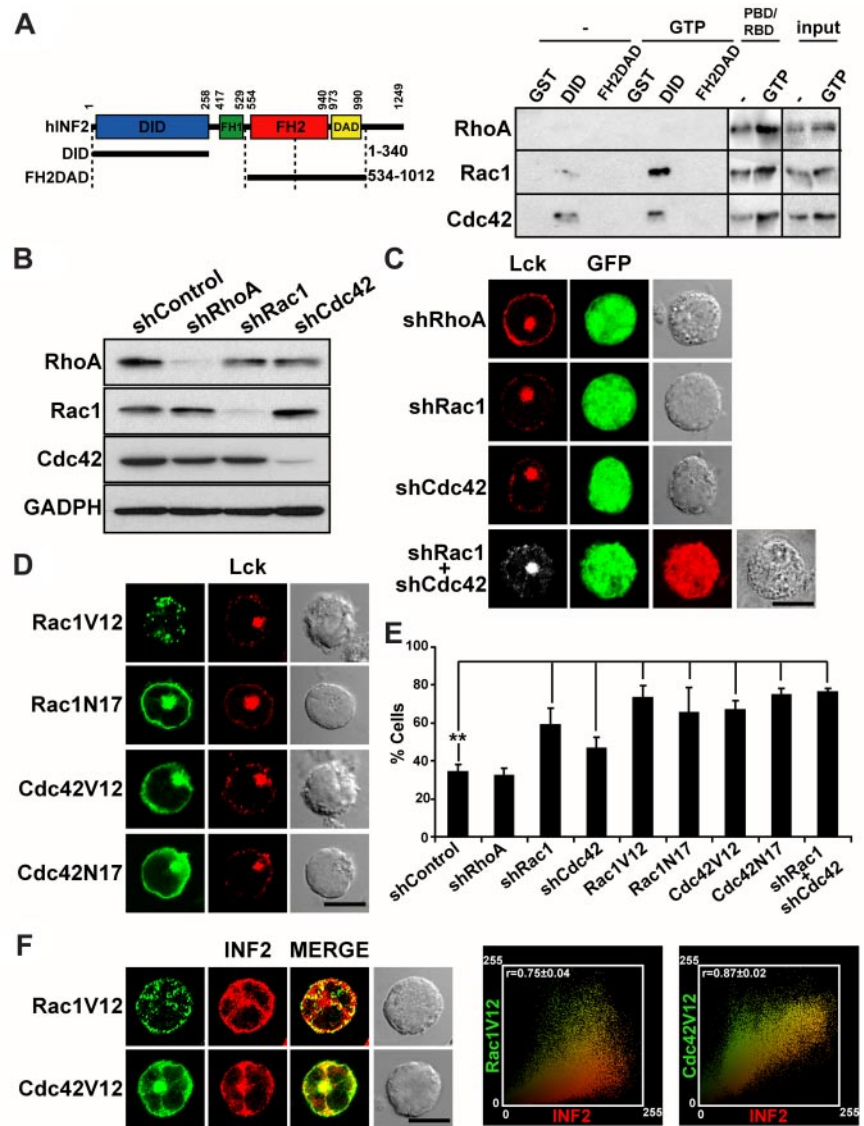 A
1
258
417
529
554
940
973
990
1249
hINF2
DID
FH1
FH2
DAD
DID
1-340
FH2DAD
534-1012
-
GTP
PBD/
RBD
input
GST
DID
FH2DAD
GST
DID
FH2DAD
-
GTP
-
GTP
RhoA
Rac1
Cdc42
B
shControl
shRhoA
shRac1
shCdc42
RhoA
Rac1
Cdc42
GADPH
C
Lck
GFP
shRhoA
shRac1
shCdc42
shRac1
+
shCdc42
D
Lck
Rac1V12
Rac1N17
Cdc42V12
Cdc42N17
E
% Cells
100
80
60
40
20
0
**
shControl
shRhoA
shRac1
shCdc42
Rac1V12
Rac1N17
Cdc42V12
Cdc42N17
shRac1
+
shCdc42
F
INF2
MERGE
Rac1V12
Cdc42V12
255
r=0.75±0.04
Rac1V12
0
0
INF2
255
255
r=0.87±0.02
Cdc42V12
0
0
INF2
255